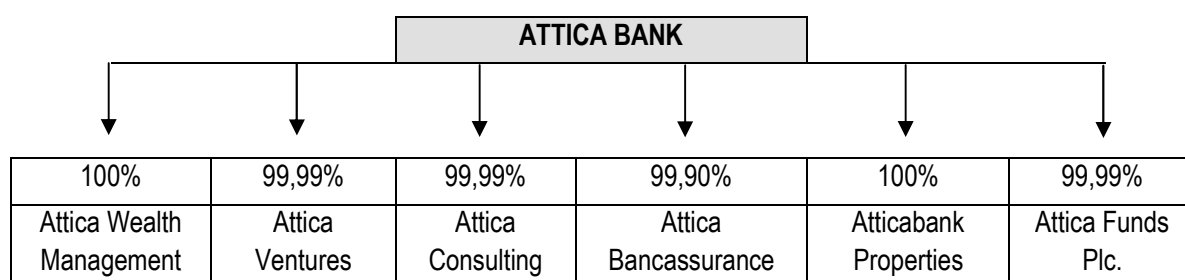 ATTICA BANK
100% 99,99% 99,99% 99,90% 100% 99,99%
Attica Wealth Attica Attica Attica Atticabank Attica Funds
Management Ventures Consulting Bancassurance Properties Plc.